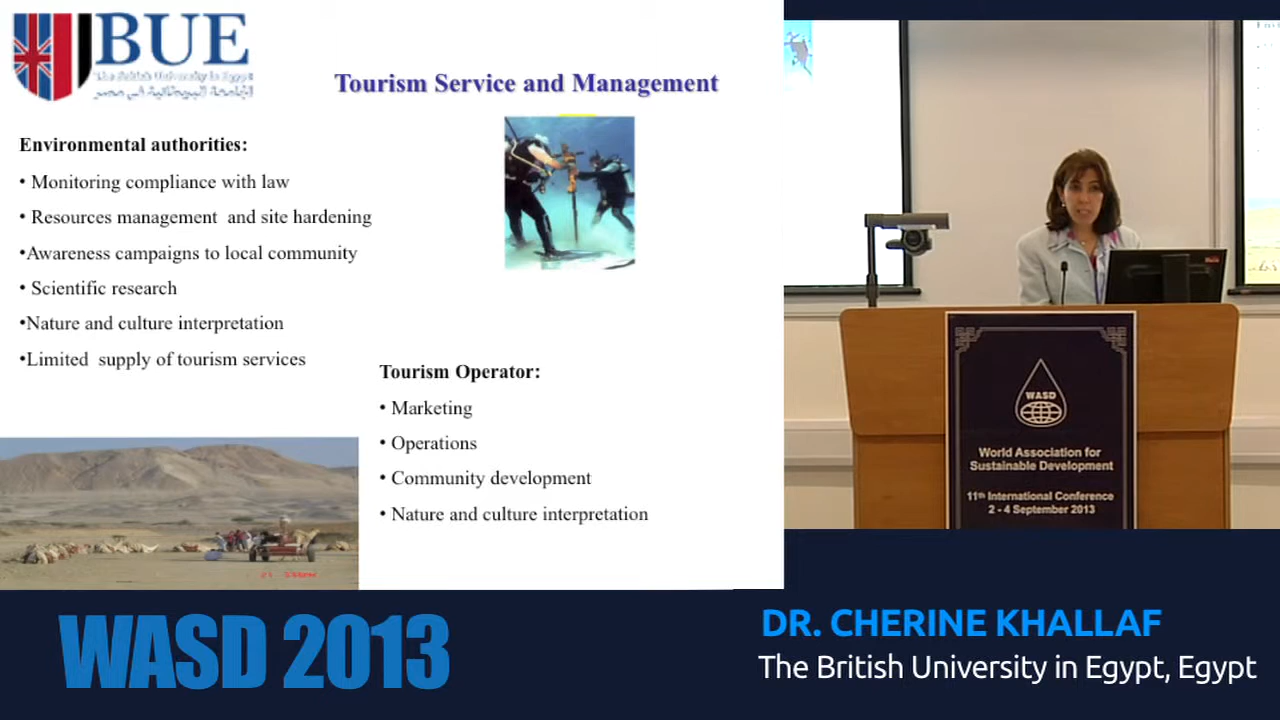 BUE
The British University in Egypt
الجامعة البريطانية في مصر
Tourism Service and Management
Environmental authorities:
• Monitoring compliance with law
• Resources management and site hardening
•Awareness campaigns to local community
• Scientific research
•Nature and culture interpretation
•Limited supply of tourism services
Tourism Operator:
• Marketing
• Operations
• Community development
• Nature and culture interpretation
WASD
World Association for
Sustainable Development
11th International Conference
2 - 4 September 2013
WASD 2013
DR. CHERINE KHALLAF
The British University in Egypt, Egypt